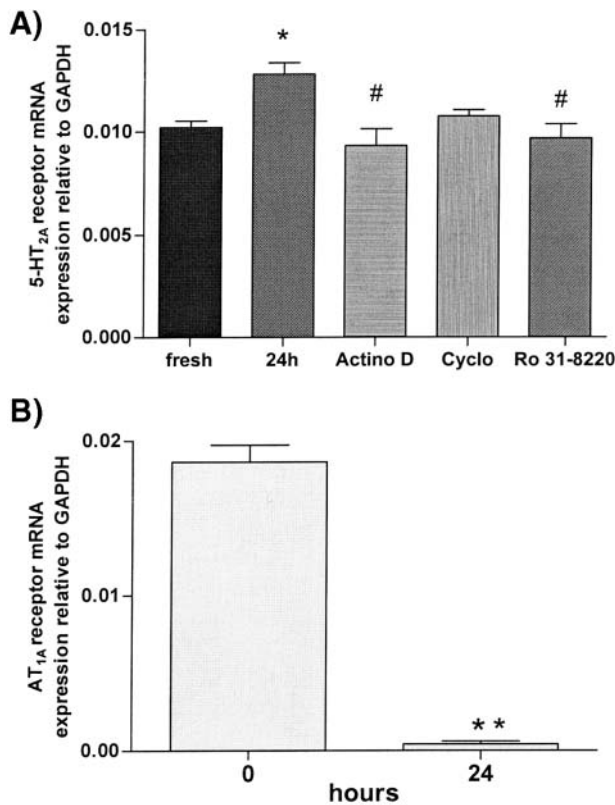 A)
5-HT2A receptor mRNA
expression relative to GAPDH
0.015
0.010
0.005
0.000
*
#
#
fresh 24h Actino D Cyclo Ro 31-8220
B)
AT1A receptor mRNA
expression relative to GAPDH
0.02
0.01
0.00
* *
0 24
hours